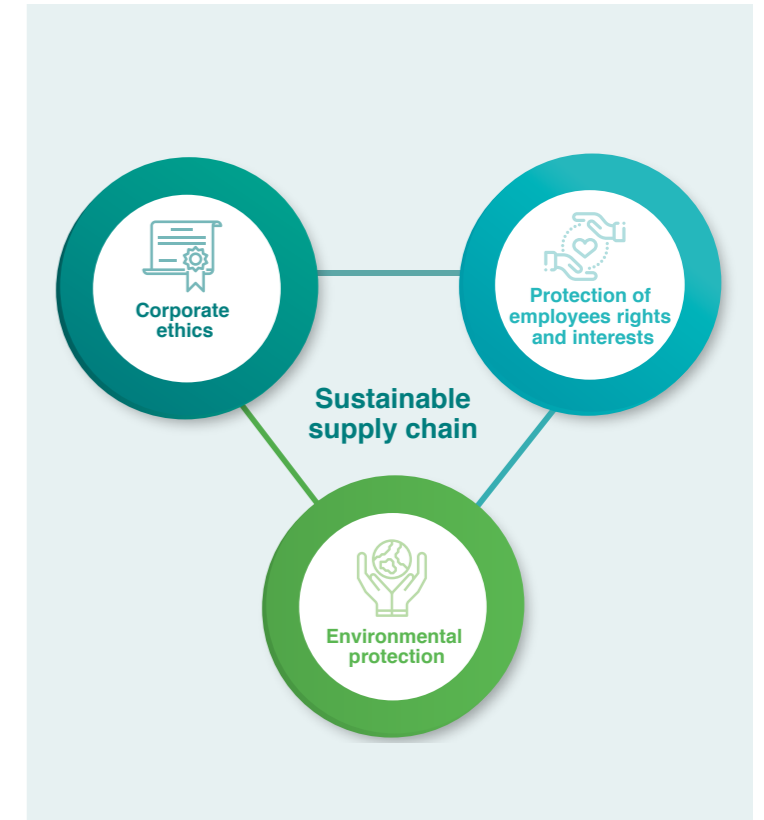 Corporate
ethics
Protection of
employees rights
and interests
Sustainable
supply chain
Environmental
protection